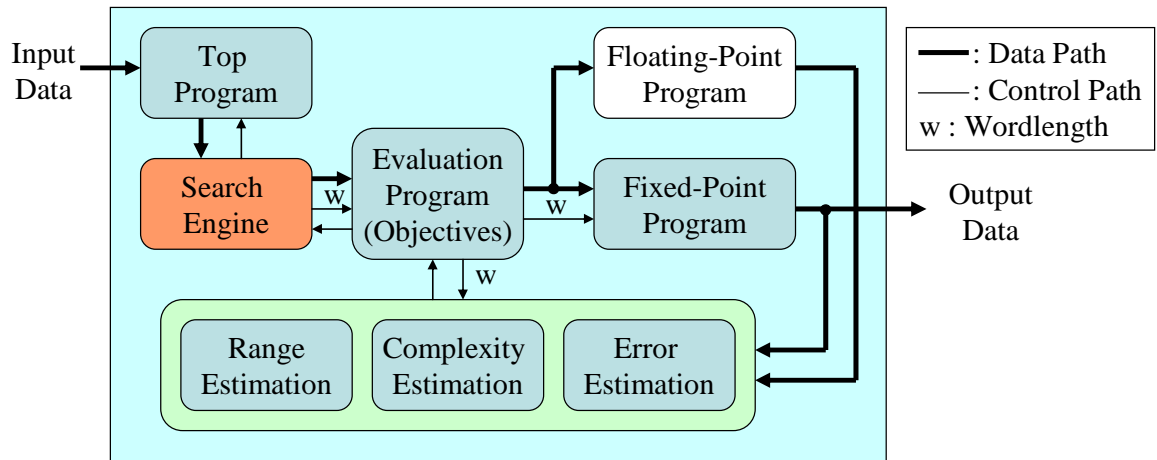 Input
Data
Top
Program
Floating-Point
Program
: Data Path
: Control Path
w : Wordlength
Search
Engine
w
Evaluation
Program
(Objectives)
w
Fixed-Point
Program
Output
Data
w
Range
Estimation
Complexity
Estimation
Error
Estimation